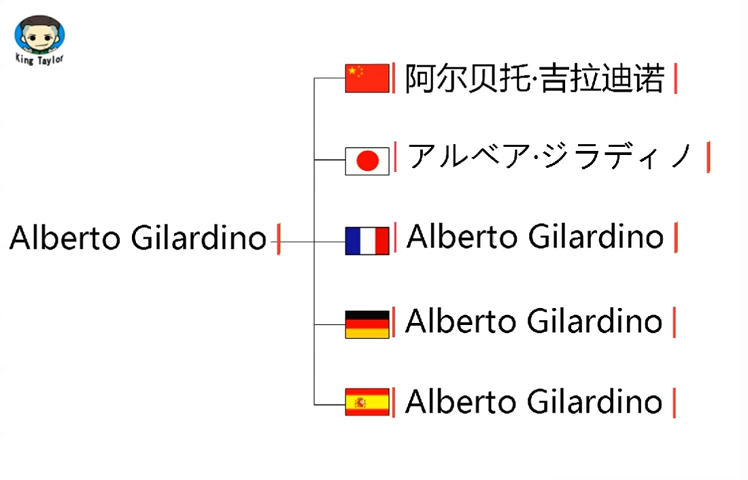 King Taylor
阿尔贝托·吉拉迪诺
アルベア·ジラディノ
Alberto Gilardino
Alberto Gilardino
Alberto Gilardino
Alberto Gilardino